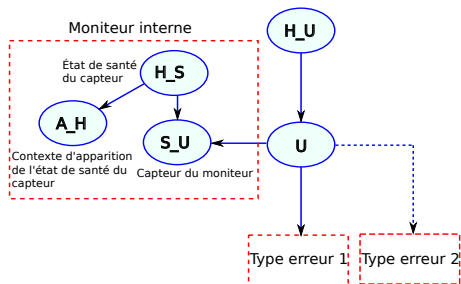 Moniteur interne
H_U
État de santé
du capteur
H_S
A_H
S_U
U
Contexte d'apparition
de l'état de santé du
capteur
Capteur du moniteur
Type erreur 1
Type erreur 2